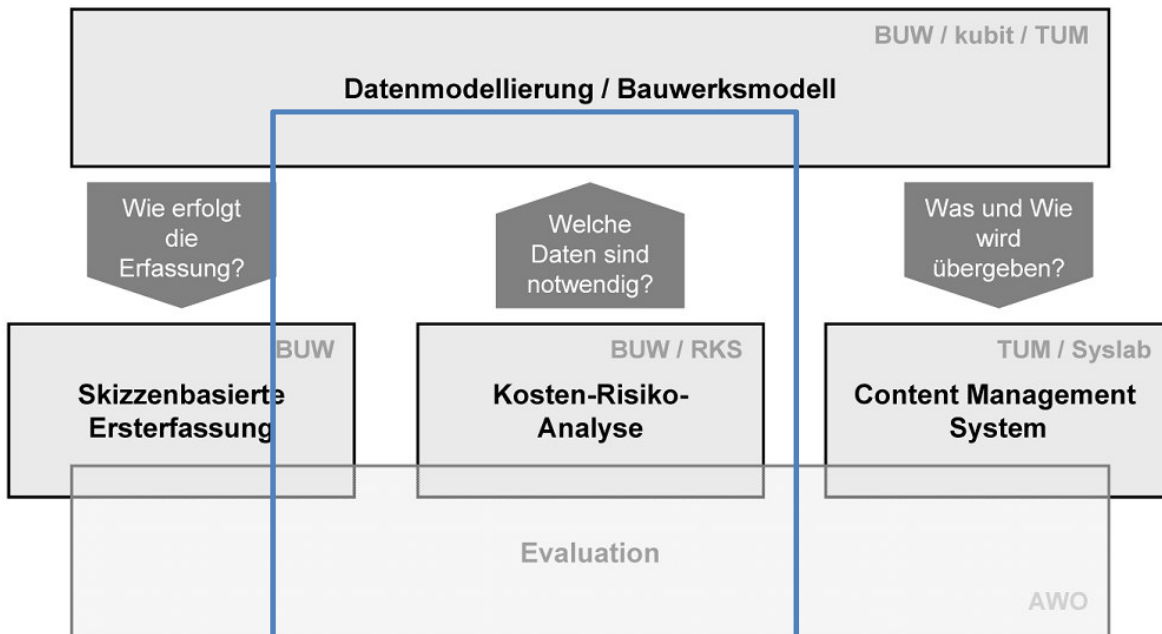 BUW / kubit / TUM
Datenmodellierung / Bauwerksmodell
Wie erfolgt
die
Erfassung?
Welche
Daten sind
notwendig?
Was und Wie
wird
übergeben?
BUW
Skizzenbasierte
Ersterfassung
BUW / RKS
Kosten-Risiko-
Analyse
TUM / Syslab
Content Management
System
Evaluation
AWO